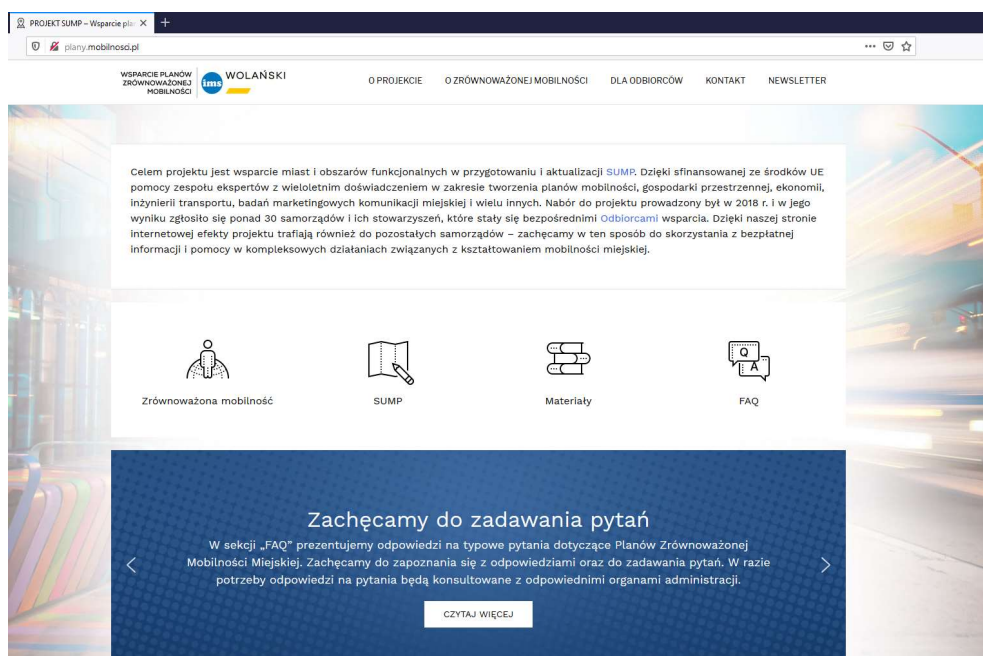 PROJEKT SUMP – Wsparcie pla
plany.mobilnosci.pl
WSPARCIE PLANÓW
ZRÓWNOWAŻONEJ
MOBILNOŚCI
ims
WOLAŃSKI
O PROJEKCIE O ZRÓWNOWAŻONEJ MOBILNOŚCI DLA ODBIORCÓW KONTAKT NEWSLETTER
Celem projektu jest wsparcie miast i obszarów funkcjonalnych w przygotowaniu i aktualizacji SUMP. Dzięki sfinansowanej ze środków UE
pomocy zespołu ekspertów z wieloletnim doświadczeniem w zakresie tworzenia planów mobilności, gospodarki przestrzennej, ekonomii,
inżynierii transportu, badań marketingowych komunikacji miejskiej i wielu innych. Nabór do projektu prowadzony był w 2018 r. i w jego
wyniku zgłosiło się ponad 30 samorządów i ich stowarzyszeń, które stały się bezpośrednimi Odbiorcami wsparcia. Dzięki naszej stronie
internetowej efekty projektu trafiają również do pozostałych samorządów – zachęcamy w ten sposób do skorzystania z bezpłatnej
informacji i pomocy w kompleksowych działaniach związanych z kształtowaniem mobilności miejskiej.
Q
A
Zrównoważona mobilność SUMP Materiały FAQ
Zachęcamy do zadawania pytań
W sekcji „FAQ” prezentujemy odpowiedzi na typowe pytania dotyczące Planów Zrównoważonej
Mobilności Miejskiej. Zachęcamy do zapoznania się z odpowiedziami oraz do zadawania pytań. W razie
potrzeby odpowiedzi na pytania będą konsultowane z odpowiednimi organami administracji.
CZYTAJ WIĘCEJ